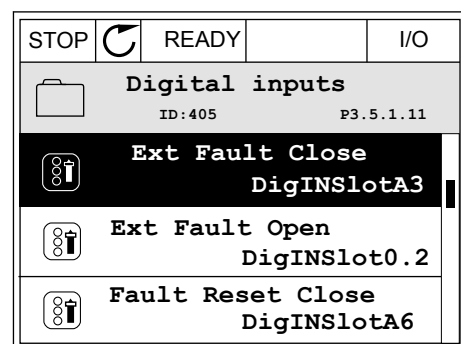 STOP READY I/O
Digital inputs
ID:405 P3.5.1.11
Ext Fault Close
DigINSlotA3
Ext Fault Open
DigINSlot0.2
Fault Reset Close
DigINSlotA6